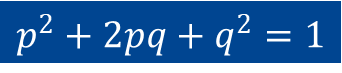 p² + 2pq + q² = 1